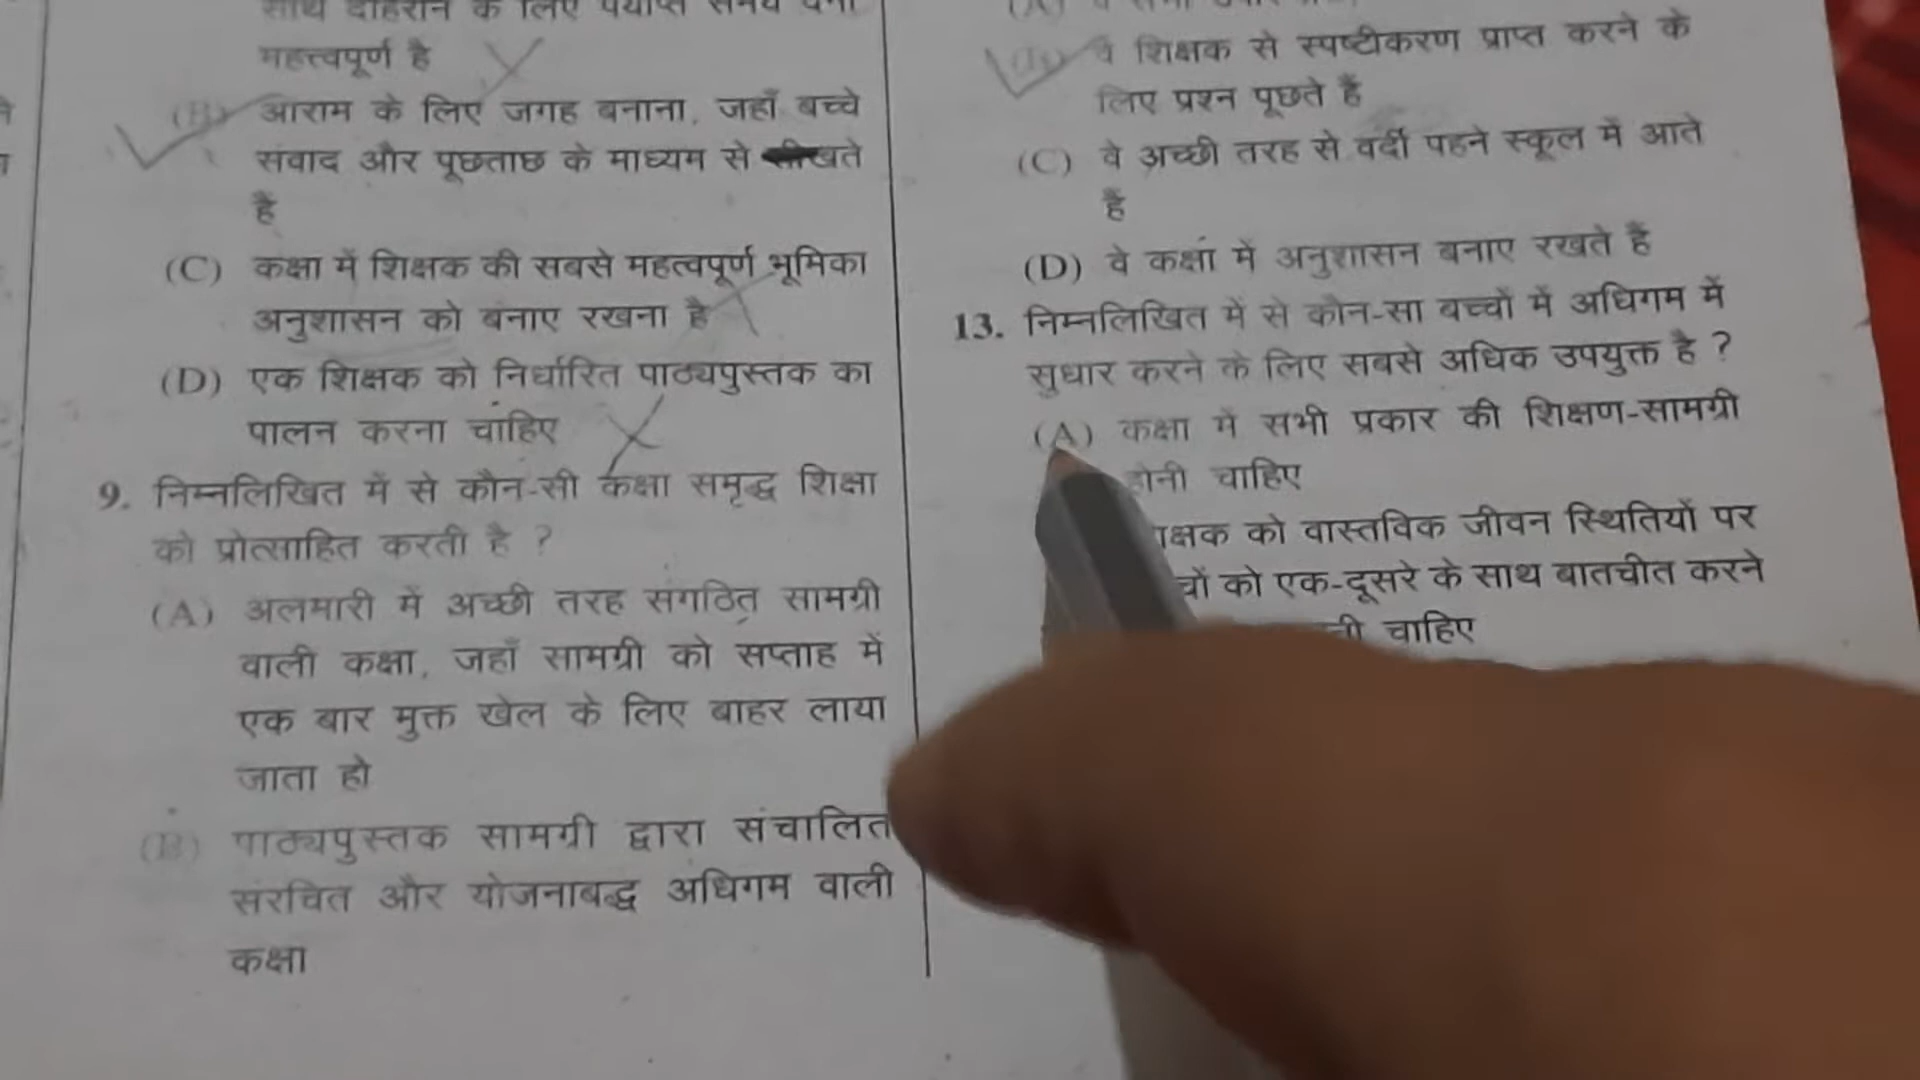 साथ दोहराने के लिए पर्याप्त समय देना
महत्त्वपूर्ण है
(B) आराम के लिए जगह बनाना, जहाँ बच्चे
संवाद और पूछताछ के माध्यम से सीखते
हैं
(C) कक्षा में शिक्षक की सबसे महत्वपूर्ण भूमिका
अनुशासन को बनाए रखना है
(D) एक शिक्षक को निर्धारित पाठ्यपुस्तक का
पालन करना चाहिए
9. निम्नलिखित में से कौन-सी कक्षा समृद्ध शिक्षा
को प्रोत्साहित करती है ?
(A) अलमारी में अच्छी तरह संगठित सामग्री
वाली कक्षा, जहाँ सामग्री को सप्ताह में
एक बार मुक्त खेल के लिए बाहर लाया
जाता हो
(B) पाठ्यपुस्तक सामग्री द्वारा संचालित
संरचित और योजनाबद्ध अधिगम वाली
कक्षा
वे शिक्षक से स्पष्टीकरण प्राप्त करने के
लिए प्रश्न पूछते हैं
(C) वे अच्छी तरह से वर्दी पहने स्कूल में आते
हैं
(D) वे कक्षा में अनुशासन बनाए रखते हैं
13. निम्नलिखित में से कौन-सा बच्चों में अधिगम में
सुधार करने के लिए सबसे अधिक उपयुक्त है ?
(A) कक्षा में सभी प्रकार की शिक्षण-सामग्री
होनी चाहिए
को वास्तविक जीवन स्थितियों पर
को एक-दूसरे के साथ बातचीत करने
चाहिए